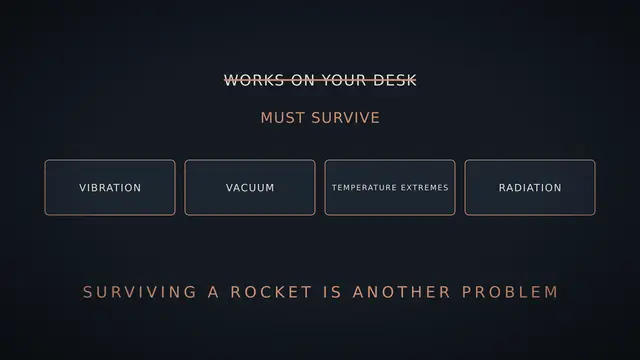 WORKS ON YOUR DESK
MUST SURVIVE
VIBRATION
VACUUM
TEMPERATURE EXTREMES
RADIATION
SURVIVING A ROCKET IS ANOTHER PROBLEM